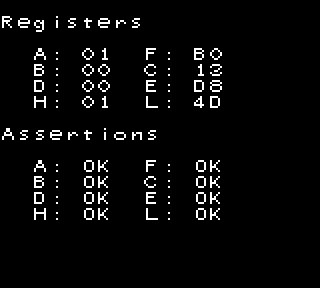 Registers
A: 01 F: B0
B: 00 C: 13
D: 00 E: D8
H: 01 L: 4D
Assertions
A: OK F: OK
B: OK C: OK
D: OK E: OK
H: OK L: OK